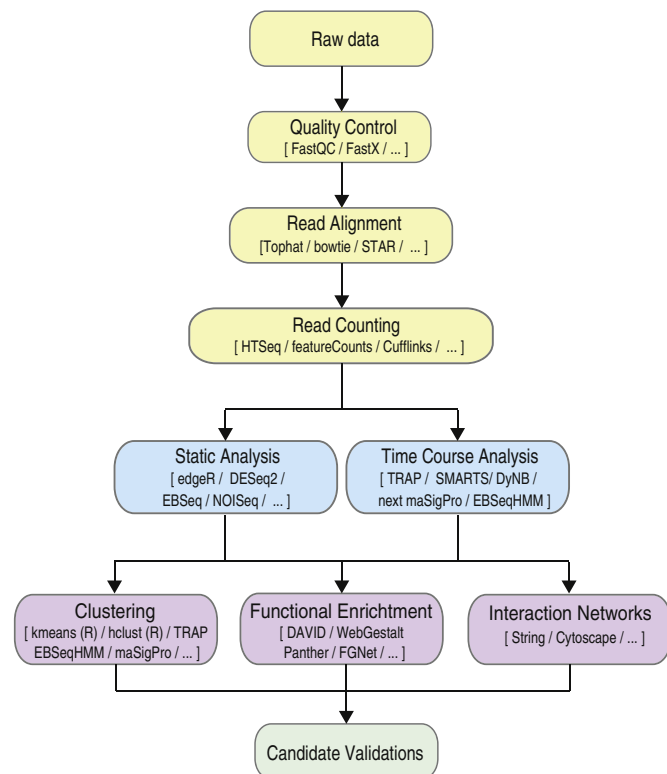 Raw data
Quality Control
[ FastQC / FastX / ... ]
Read Alignment
[Tophat / bowtie / STAR / ... ]
Read Counting
[ HTSeq / featureCounts / Cufflinks / ... ]
Static Analysis
[ edgeR / DESeq2 /
EBSeq / NOISeq / ... ]
Time Course Analysis
[ TRAP / SMARTS/ DyNB /
next maSigPro / EBSeqHMM ]
Clustering
[ kmeans (R) / hclust (R) / TRAP
EBSeqHMM / maSigPro / ... ]
Functional Enrichtment
[ DAVID / WebGestalt
Panther / FGNet / ... ]
Interaction Networks
[ String / Cytoscape / ... ]
Candidate Validations